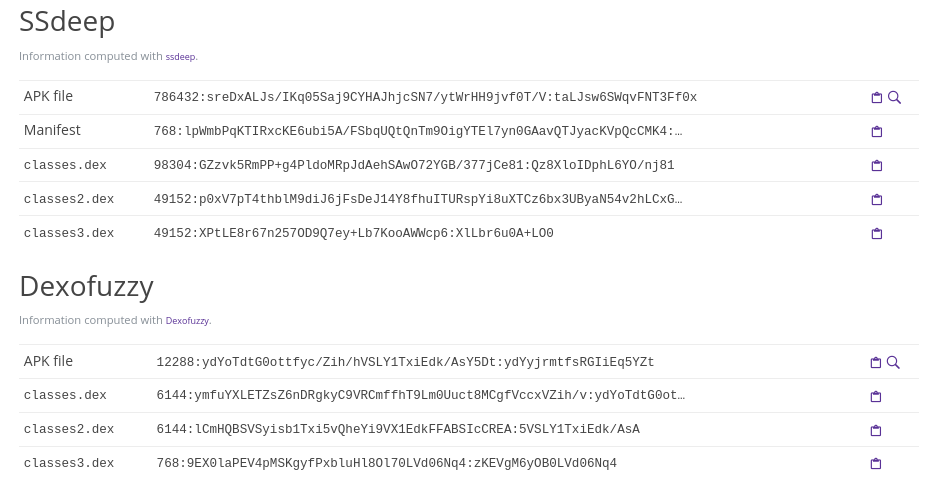 SSdeep
Information computed with ssdeep.
APK file 786432:sreDxALJs/IKq05Saj9CYHAJhjcSN7/ytWrHH9jvf0T/V:taLJsw6SWqvFNT3Ff0x
Manifest 768:lpWmbPqKTIRxcKE6ubi5A/FSbqUQtQnTm9OigYTEl7yn0GAavQTJyacKVpQcCMK4:…
classes.dex 98304:GZzvk5RmPP+g4PldoMRpJdAehSAwO72YGB/377jCe81:Qz8XloIDphL6YO/nj81
classes2.dex 49152:p0xV7pT4thblM9diJ6jFsDeJ14Y8fhuITURspYi8uXTCz6bx3UByaN54v2hLCxG…
classes3.dex 49152:XPtLE8r67n257OD9Q7ey+Lb7KooAWWcp6:XlLbr6u0A+LO0
Dexofuzzy
Information computed with Dexofuzzy.
APK file 12288:ydYoTdtG0ottfyc/Zih/hVSLY1TxiEdk/AsY5Dt:ydYyjrmtfsRGIiEq5YZt
classes.dex 6144:ymfuYXLETZsZ6nDRgkyC9VRCmffhT9Lm0Uuct8MCgfVccxVZih/v:ydYoTdtG0ot…
classes2.dex 6144:lCmHQBSVSyisb1Txi5vQheYi9VX1EdkFFABSIcCREA:5VSLY1TxiEdk/AsA
classes3.dex 768:9EX0laPEV4pMSKgyfPxbluHl8Ol70LVd06Nq4:zKEVgM6yOB0LVd06Nq4